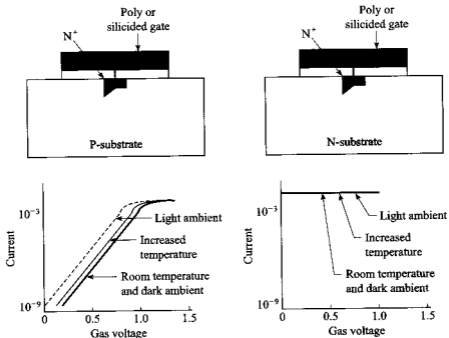 Poly or
silicided gate
N+
P-substrate
Poly or
silicided gate
N+
N-substrate
Current
10-3
10-9
Light ambient
Increased
temperature
Room temperature
and dark ambient
0 0.5 1.0 1.5
Gas voltage
Current
10-3
10-9
Light ambient
Increased
temperature
Room temperature
and dark ambient
0 0.5 1.0 1.5
Gas voltage